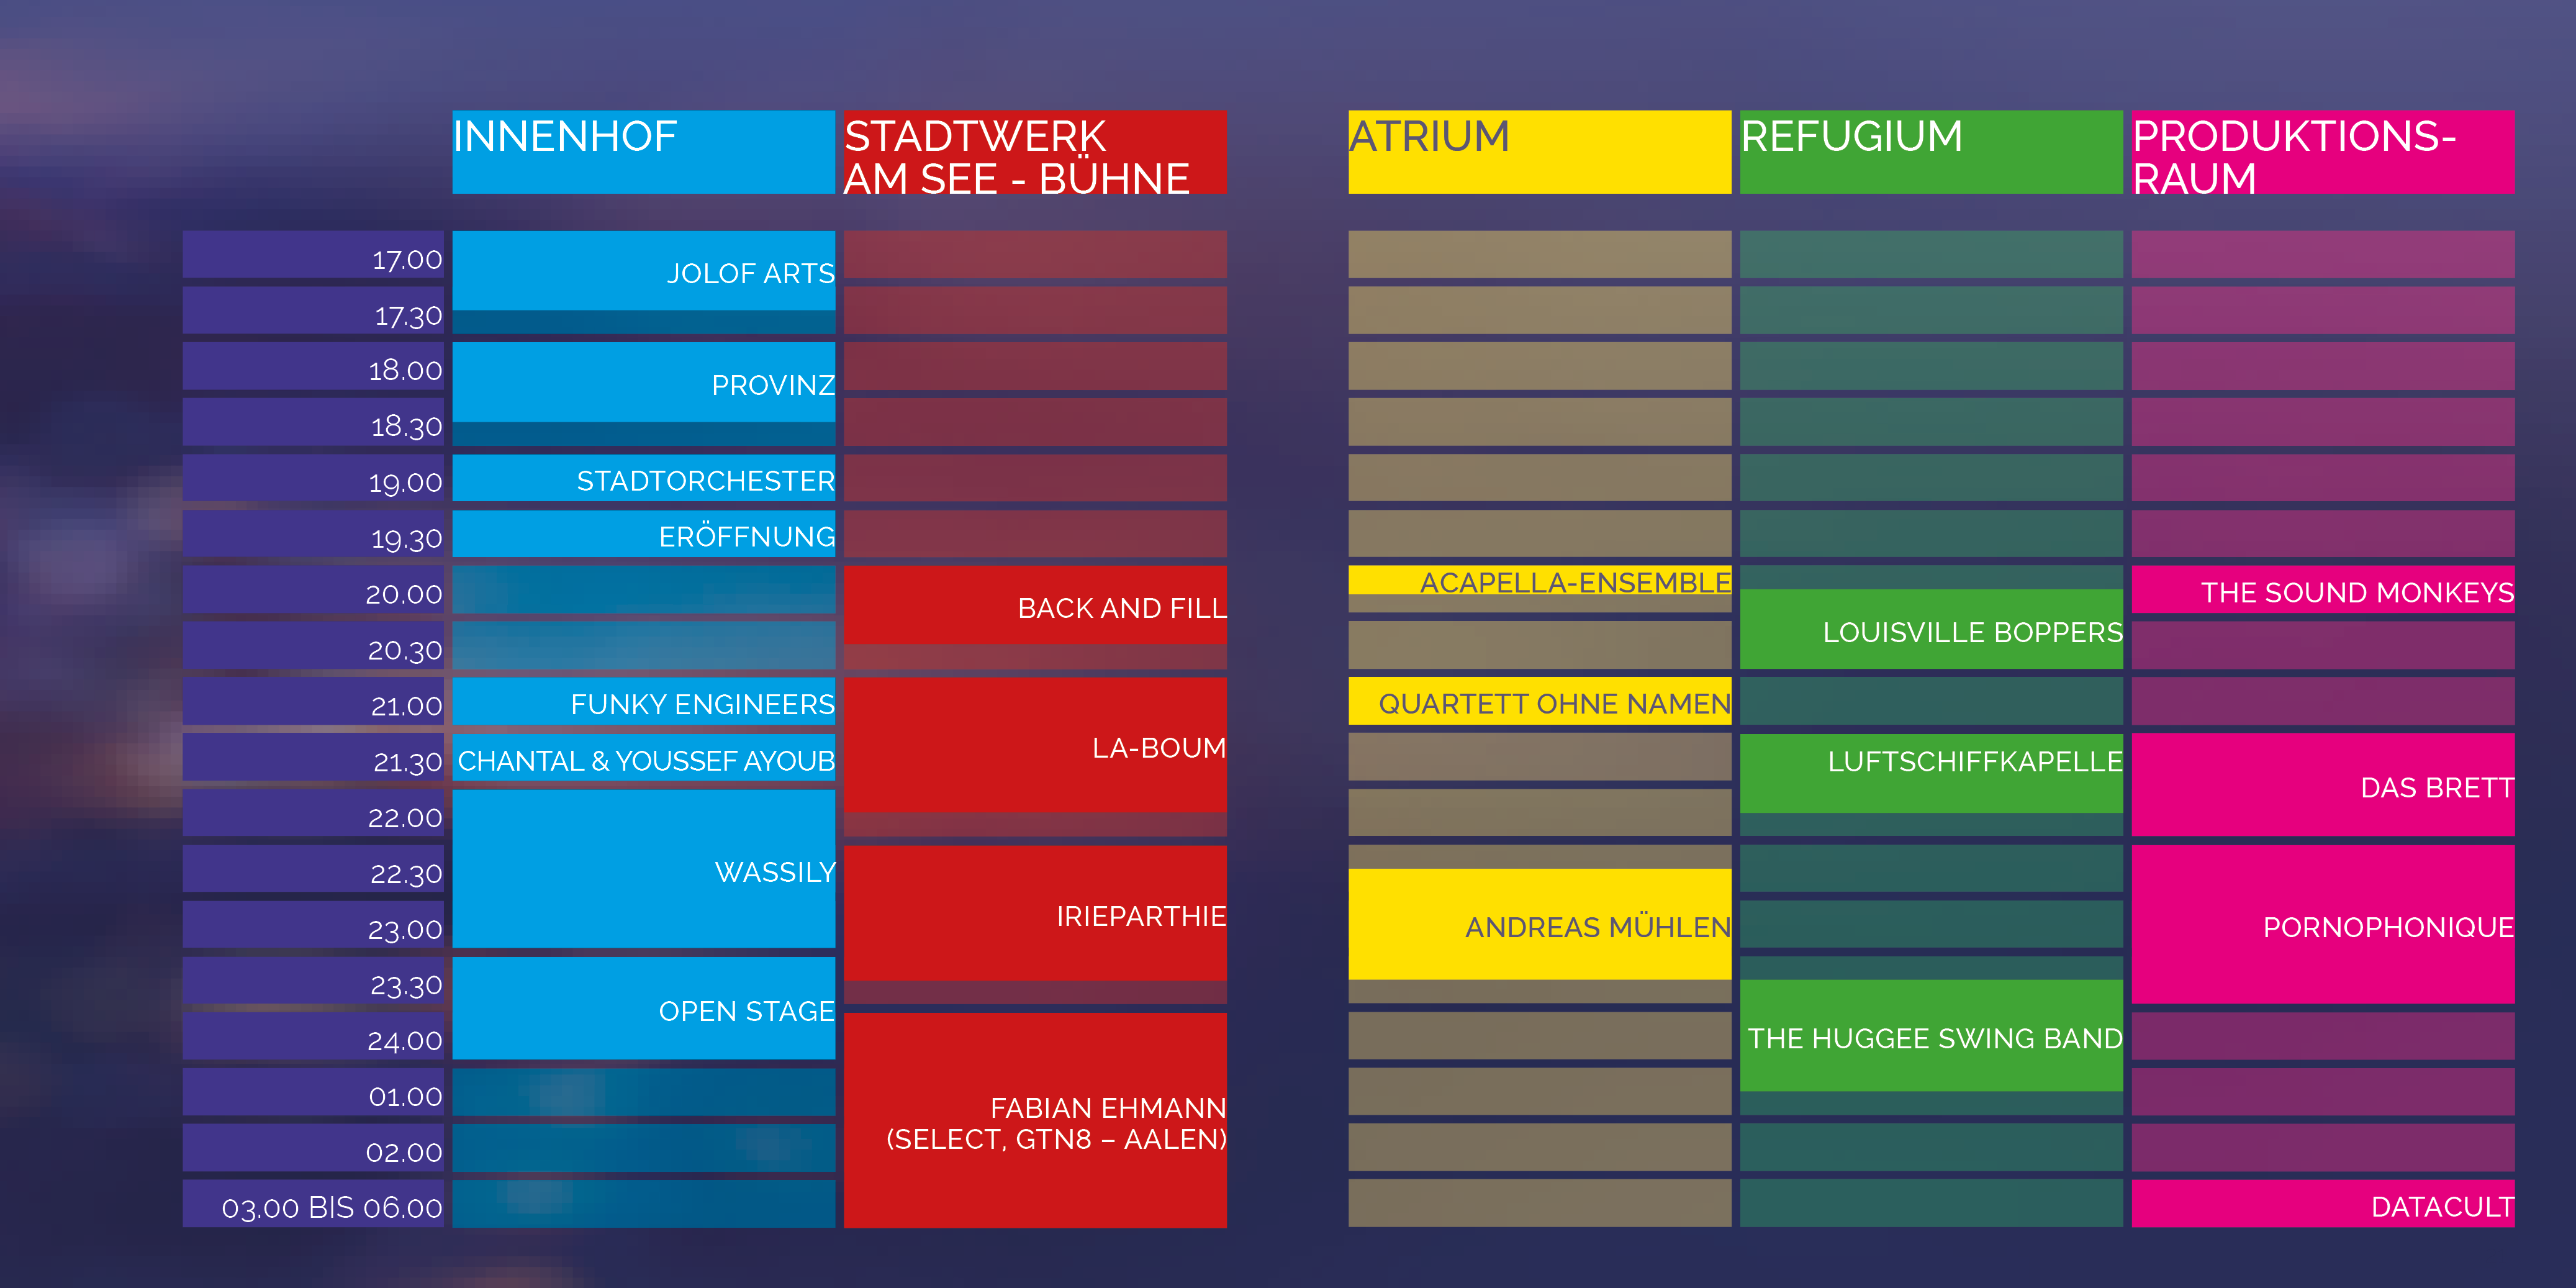 INNENHOF
STADTWERK
AM SEE - BÜHNE
ATRIUM
REFUGIUM
PRODUKTIONS-
RAUM
17.00
JOLOF ARTS
17.30
18.00
PROVINZ
18.30
19.00
STADTORCHESTER
19.30
ERÖFFNUNG
20.00
BACK AND FILL
ACAPELLA-ENSEMBLE
LOUISVILLE BOPPERS
THE SOUND MONKEYS
20.30
21.00
FUNKY ENGINEERS
LA-BOUM
QUARTETT OHNE NAMEN
21.30
CHANTAL & YOUSSEF AYOUB
LUFTSCHIFFKAPELLE
DAS BRETT
22.00
22.30
WASSILY
IRIEPARTHIE
ANDREAS MÜHLEN
PORNOPHONIQUE
23.00
23.30
OPEN STAGE
THE HUGGEE SWING BAND
24.00
01.00
FABIAN EHMANN
(SELECT, GTN8 – AALEN)
02.00
03.00 BIS 06.00
DATACULT